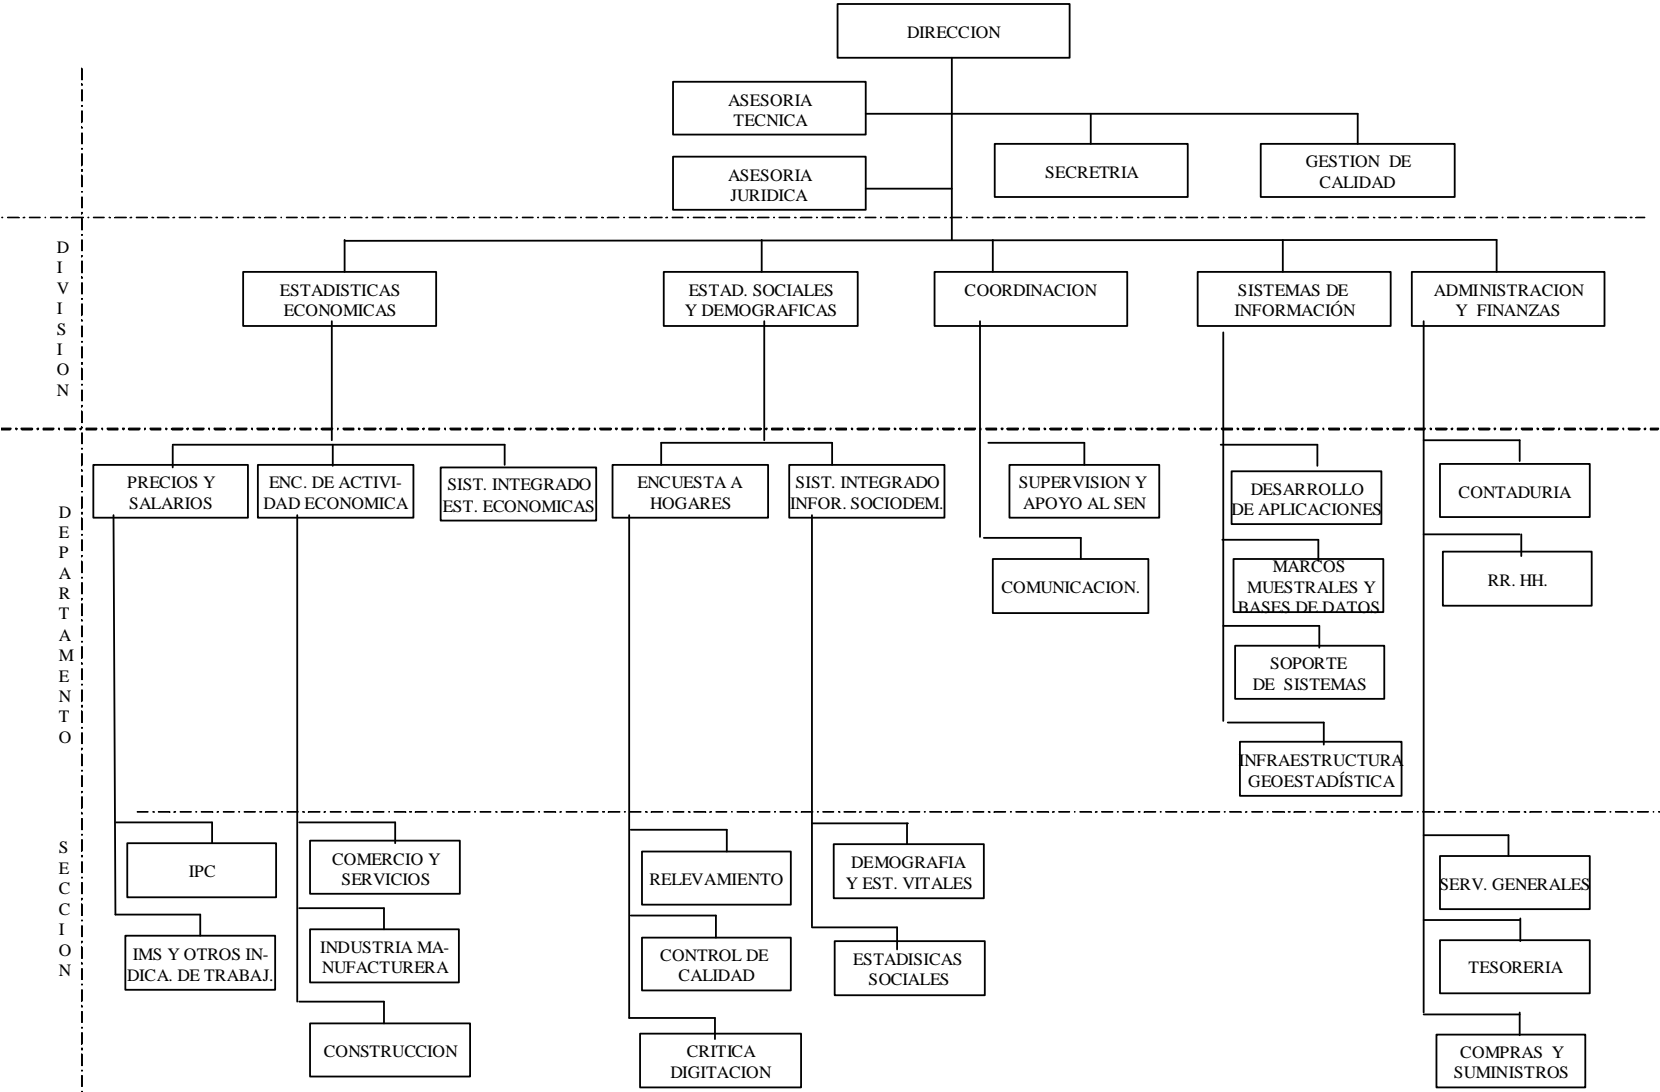 DIRECCION
ASESORIA
TECNICA
SECRETRIA
GESTION DE
CALIDAD
ASESORIA
JURIDICA
DIVISION
ESTADISTICAS
ECONOMICAS
ESTAD. SOCIALES
Y DEMOGRAFICAS
COORDINACION
SISTEMAS DE
INFORMACIÓN
ADMINISTRACION
Y FINANZAS
DEPARTAMENTO
PRECIOS Y
SALARIOS
ENC. DE ACTIVI-
DAD ECONOMICA
SIST. INTEGRADO
EST. ECONOMICAS
ENCUESTA A
HOGARES
SIST. INTEGRADO
INFOR. SOCIODEM.
SUPERVISION Y
APOYO AL SEN
COMUNICACION.
DESARROLLO
DE APLICACIONES
MARCOS
MUESTRALES Y
BASES DE DATOS
SOPORTE
DE SISTEMAS
INFRAESTRUCTURA
GEOESTADÍSTICA
CONTADURIA
RR. HH.
SECCION
IPC
IMS Y OTROS IN-
DICA. DE TRABAJ.
COMERCIO Y
SERVICIOS
INDUSTRIA MA-
NUFACTURERA
CONSTRUCCION
RELEVAMIENTO
CONTROL DE
CALIDAD
CRITICA
DIGITACION
DEMOGRAFIA
Y EST. VITALES
ESTADISICAS
SOCIALES
SERV. GENERALES
TESORERIA
COMPRAS Y
SUMINISTROS